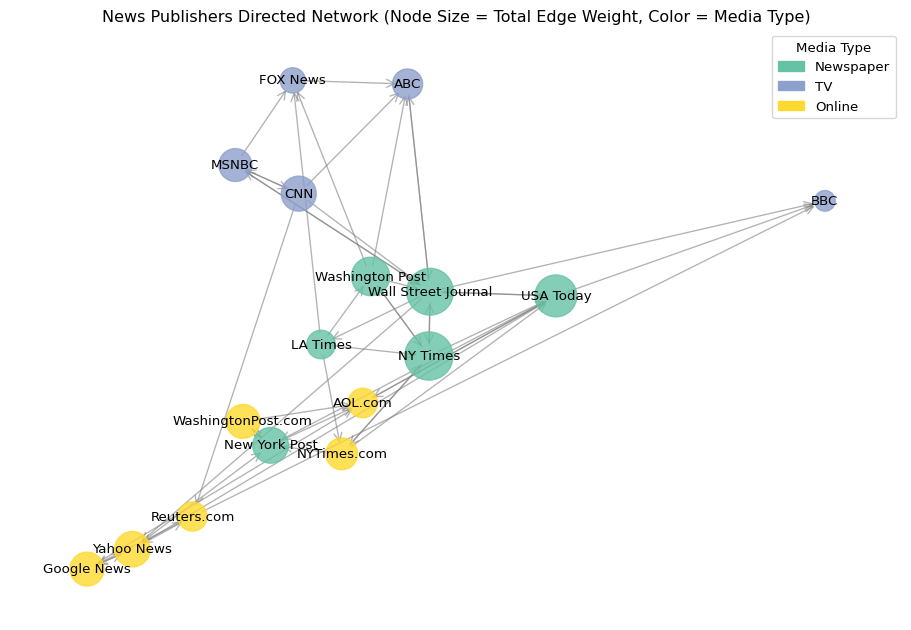 News Publishers Directed Network (Node Size = Total Edge Weight, Color = Media Type)
Media Type
Newspaper
TV
Online
FOX News
ABC
MSNBC
CNN
BBC
Washington Post
Wall Street Journal
USA Today
LA Times
NY Times
AOL.com
WashingtonPost.com
New York Post
NYTimes.com
Reuters.com
Yahoo News
Google News